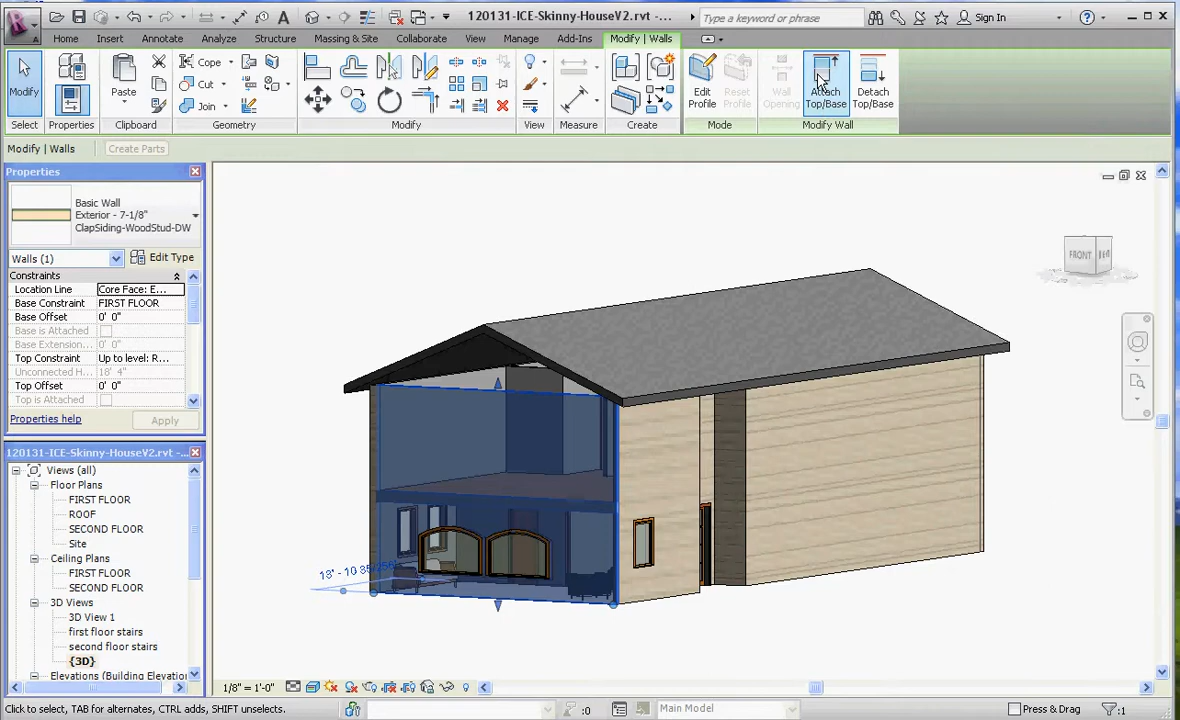 120131-ICE-Skinny-HouseV2.rvt -...
Type a keyword or phrase
Sign In
Home
Insert
Annotate
Analyze
Structure
Massing & Site
Collaborate
View
Manage
Add-Ins
Modify | Walls
Modify
Paste
Cope
Cut
Join
Edit
Profile
Reset
Profile
Wall
Opening
Attach
Top/Base
Detach
Top/Base
Select
Properties
Clipboard
Geometry
Modify
View
Measure
Create
Mode
Modify Wall
Modify | Walls
Create Parts
Properties
Basic Wall
Exterior - 7-1/8"
ClapSiding-WoodStud-DW
Walls (1)
Edit Type
Constraints
Location Line
Core Face: E...
Base Constraint
FIRST FLOOR
Base Offset
0' 0"
Base is Attached
Base Extension...
0' 0"
Top Constraint
Up to level: R...
Unconnected H...
18' 4"
Top Offset
0' 0"
Top is Attached
Properties help
Apply
120131-ICE-Skinny-HouseV2.rvt -...
Views (all)
Floor Plans
FIRST FLOOR
ROOF
SECOND FLOOR
Site
Ceiling Plans
FIRST FLOOR
SECOND FLOOR
3D Views
3D View 1
first floor stairs
second floor stairs
{3D}
Elevations (Building Elevation
FRONT
1/8" = 1'-0"
Click to select, TAB for alternates, CTRL adds, SHIFT unselects.
:0
Main Model
Press & Drag
:1